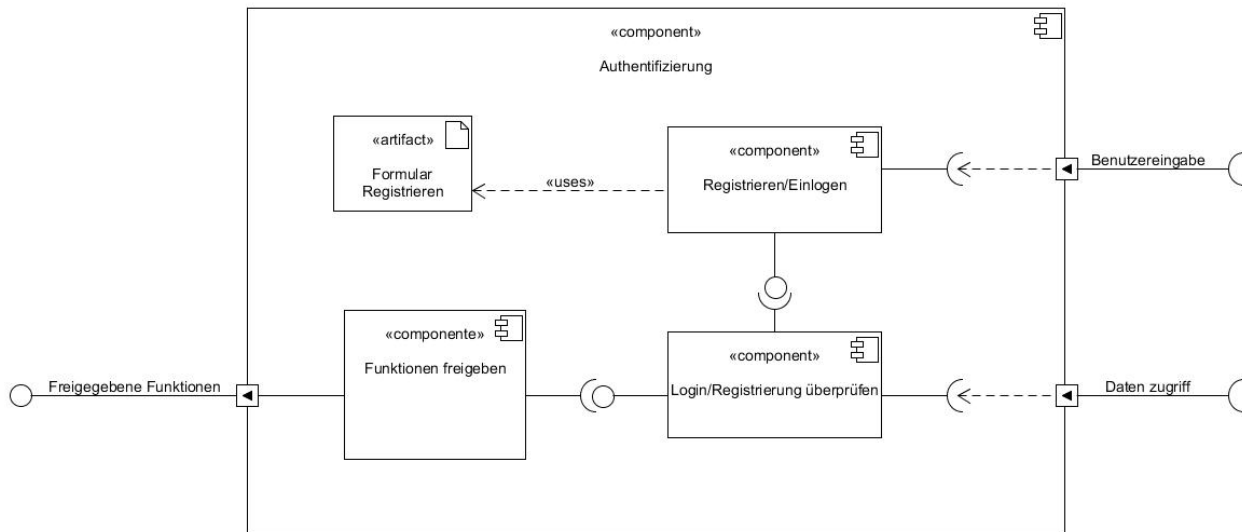 «component»
Authentifizierung
«artifact»
Formular
Registrieren
«uses»
«component»
Registrieren/Einlogen
Benutzereingabe
«componente»
Funktionen freigeben
Freigegebene Funktionen
«component»
Login/Registrierung überprüfen
Daten zugriff